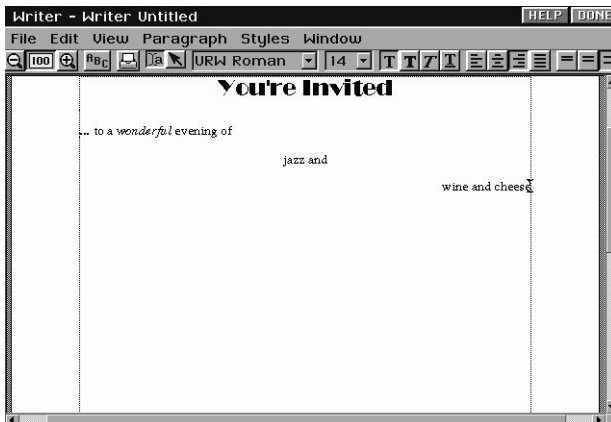 Writer - Writer Untitled HELP DONE
File Edit View Paragraph Styles Window
100 ABC a URW Roman 14 T T T T
You're Invited
... to a wonderful evening of
jazz and
wine and cheese